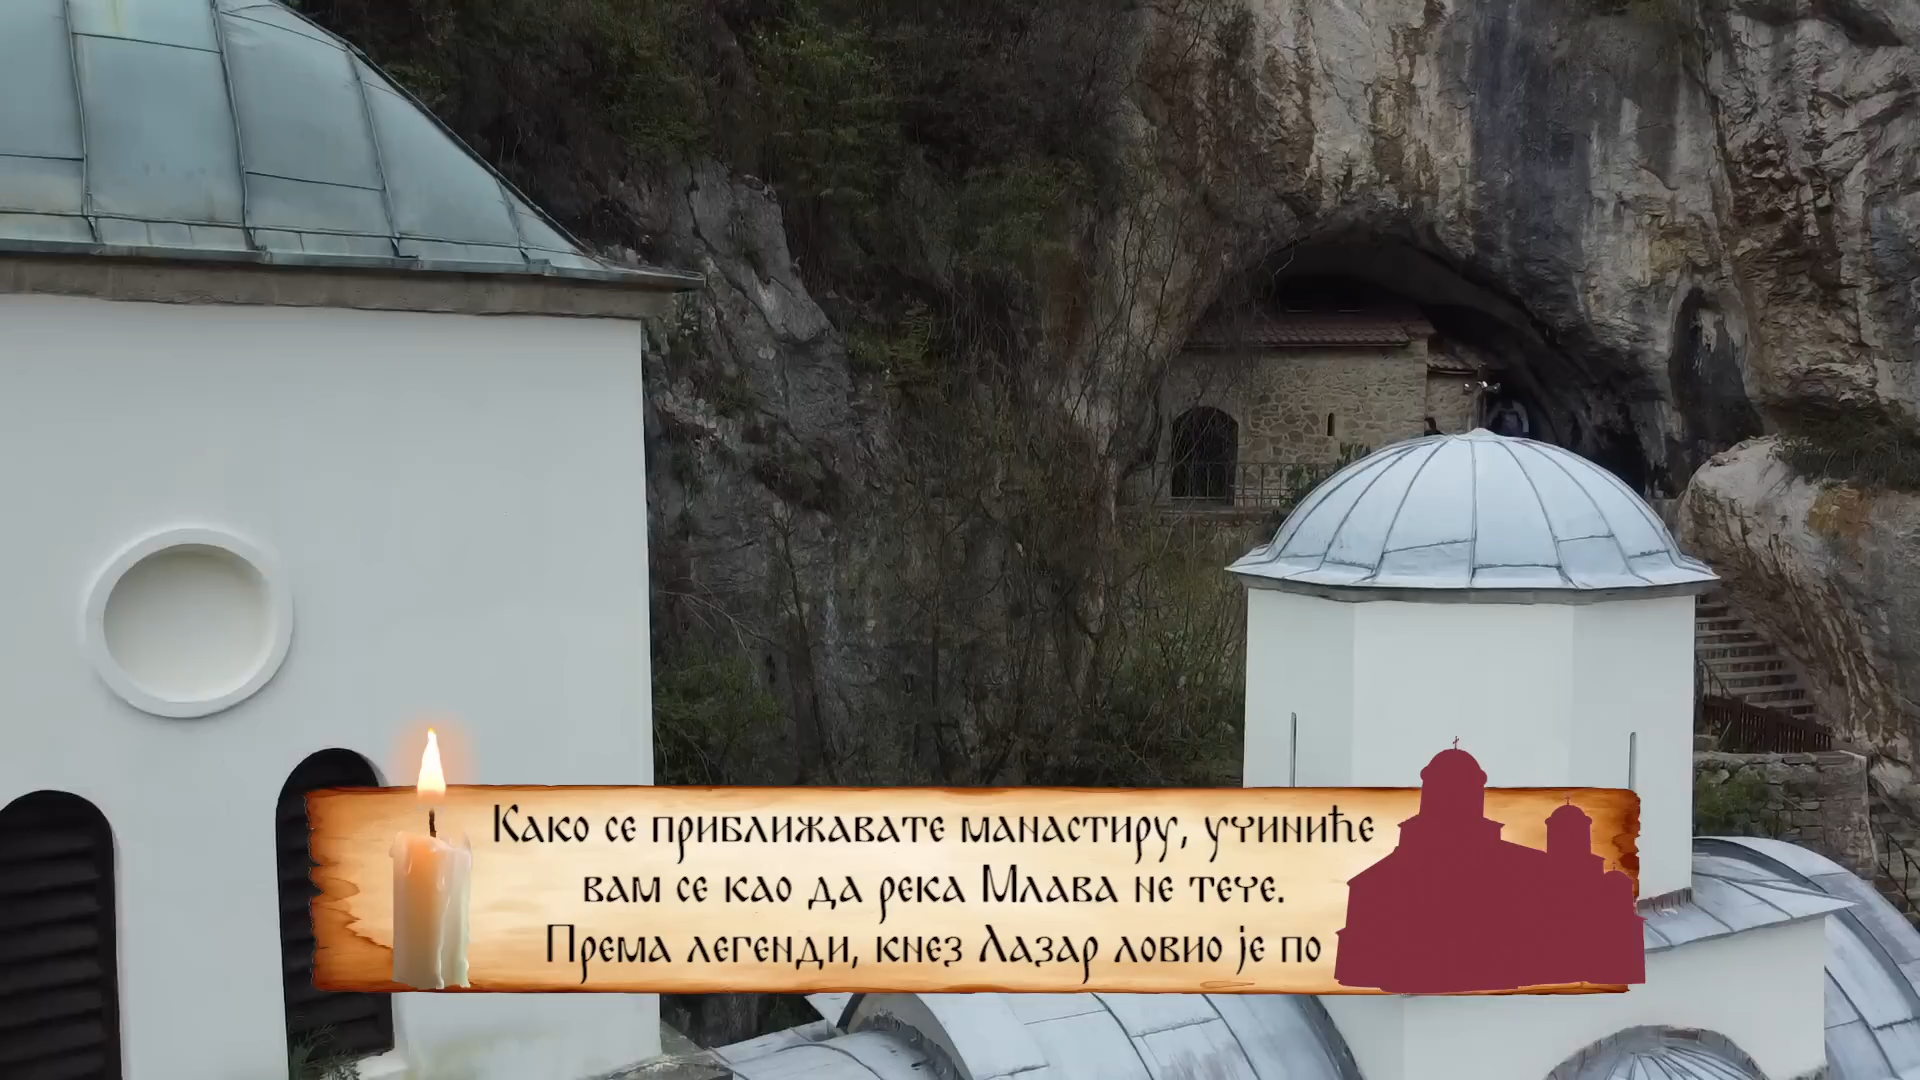 Како се приближавате манастиру, учиниће
вам се као да река Млава не тече.
Према легенди, кнез Лазар ловио је по